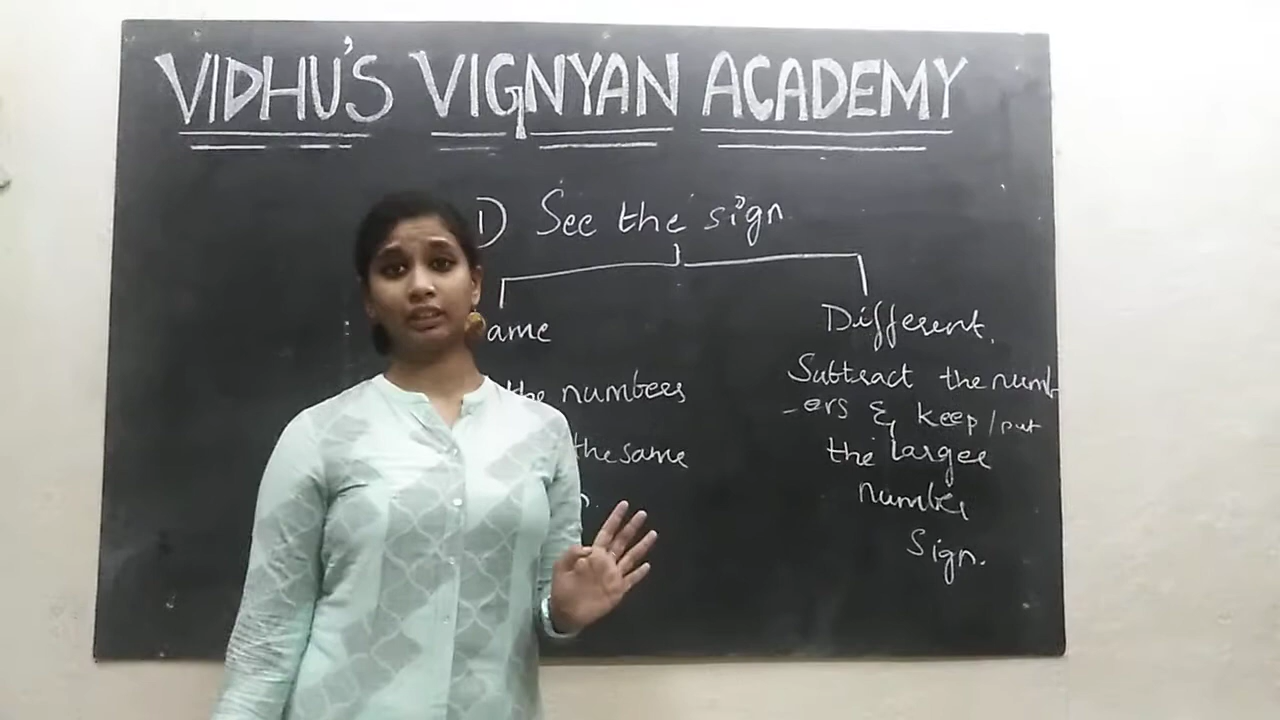 VIDHU'S VIGNYAN ACADEMY
1) See the sign
ame
the numbers
the same
Different.
Subtract the numb
-ers & keep/put
the larger
number
Sign.